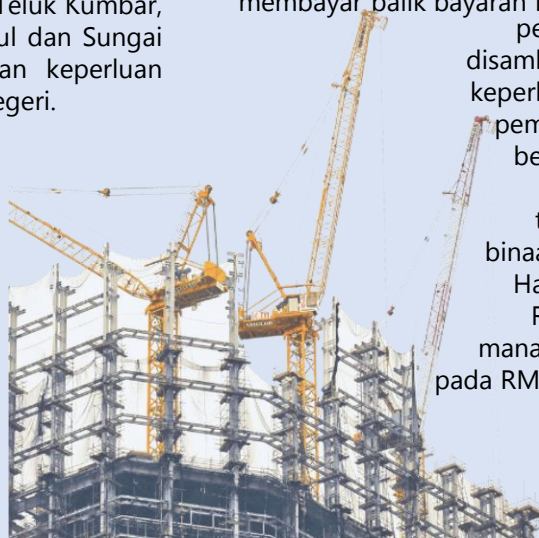 Teluk Kumbar,
ul dan Sungai
an keperluan
egeri.
membayar balik bayaran
pe
disamb
keperl
pem
be
t
binaa
Ha
mana
pada RM